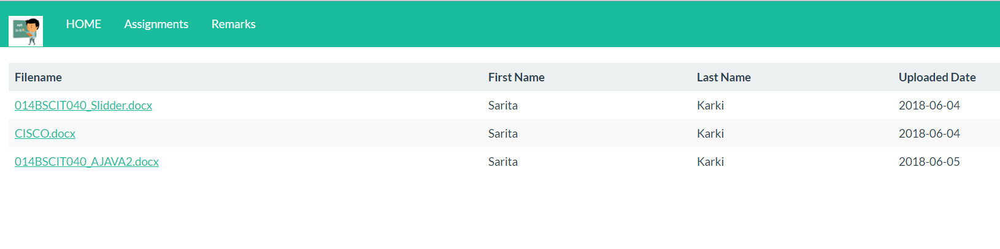 HOME Assignments Remarks
Filename First Name Last Name Uploaded Date
014BSCIT040_Slidder.docx Sarita Karki 2018-06-04
CISCO.docx Sarita Karki 2018-06-04
014BSCIT040_AJAVA2.docx Sarita Karki 2018-06-05